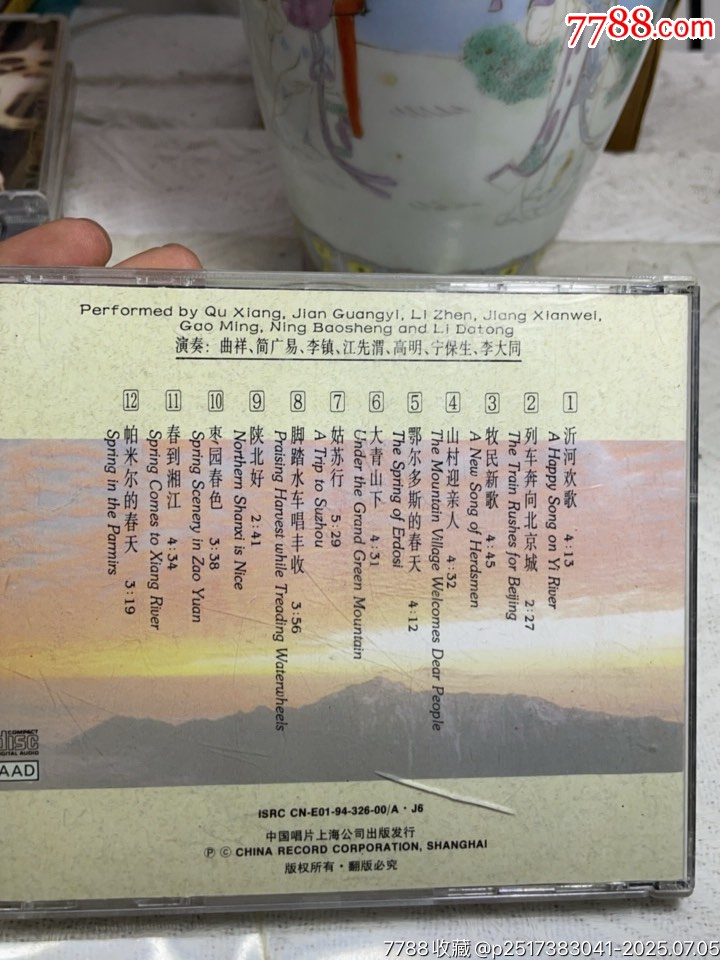 7788.com
Performed by Qu Xiang, Jian Guangyi, Li Zhen, Jiang Xianwei,
Gao Ming, Ning Baosheng and Li Datong
演奏：曲祥、简广易、李镇、江先渭、高明、宁保生、李大同
1 沂河欢歌 4:13
A Happy Song on Yi River
2 列车奔向北京城 2:27
The Train Rushes for Beijing
3 牧民新歌 4:45
A New Song of Herdsmen
4 山村迎亲人 4:32
The Mountain Village Welcomes Dear People
5 鄂尔多斯的春天 4:12
The Spring of Erdosi
6 大青山下 4:31
Under the Grand Green Mountain
7 姑苏行 5:29
A Trip to Suzhou
8 脚踏水车唱丰收 3:56
Praising Harvest while Treading Waterwheels
9 陕北好 2:41
Northern Shanxi is Nice
10 枣园春色 3:38
Spring Scenery in Zao Yuan
11 春到湘江 4:34
Spring Comes to Xiang River
12 帕米尔的春天 3:19
Spring in the Parmirs
COMPACT
disc
DIGITAL AUDIO
AAD
ISRC CN-E01-94-326-00/A · J6
中国唱片上海公司出版发行
Ⓟ Ⓒ CHINA RECORD CORPORATION, SHANGHAI
版权所有·翻版必究
7788收藏@p2517383041-2025.07.05